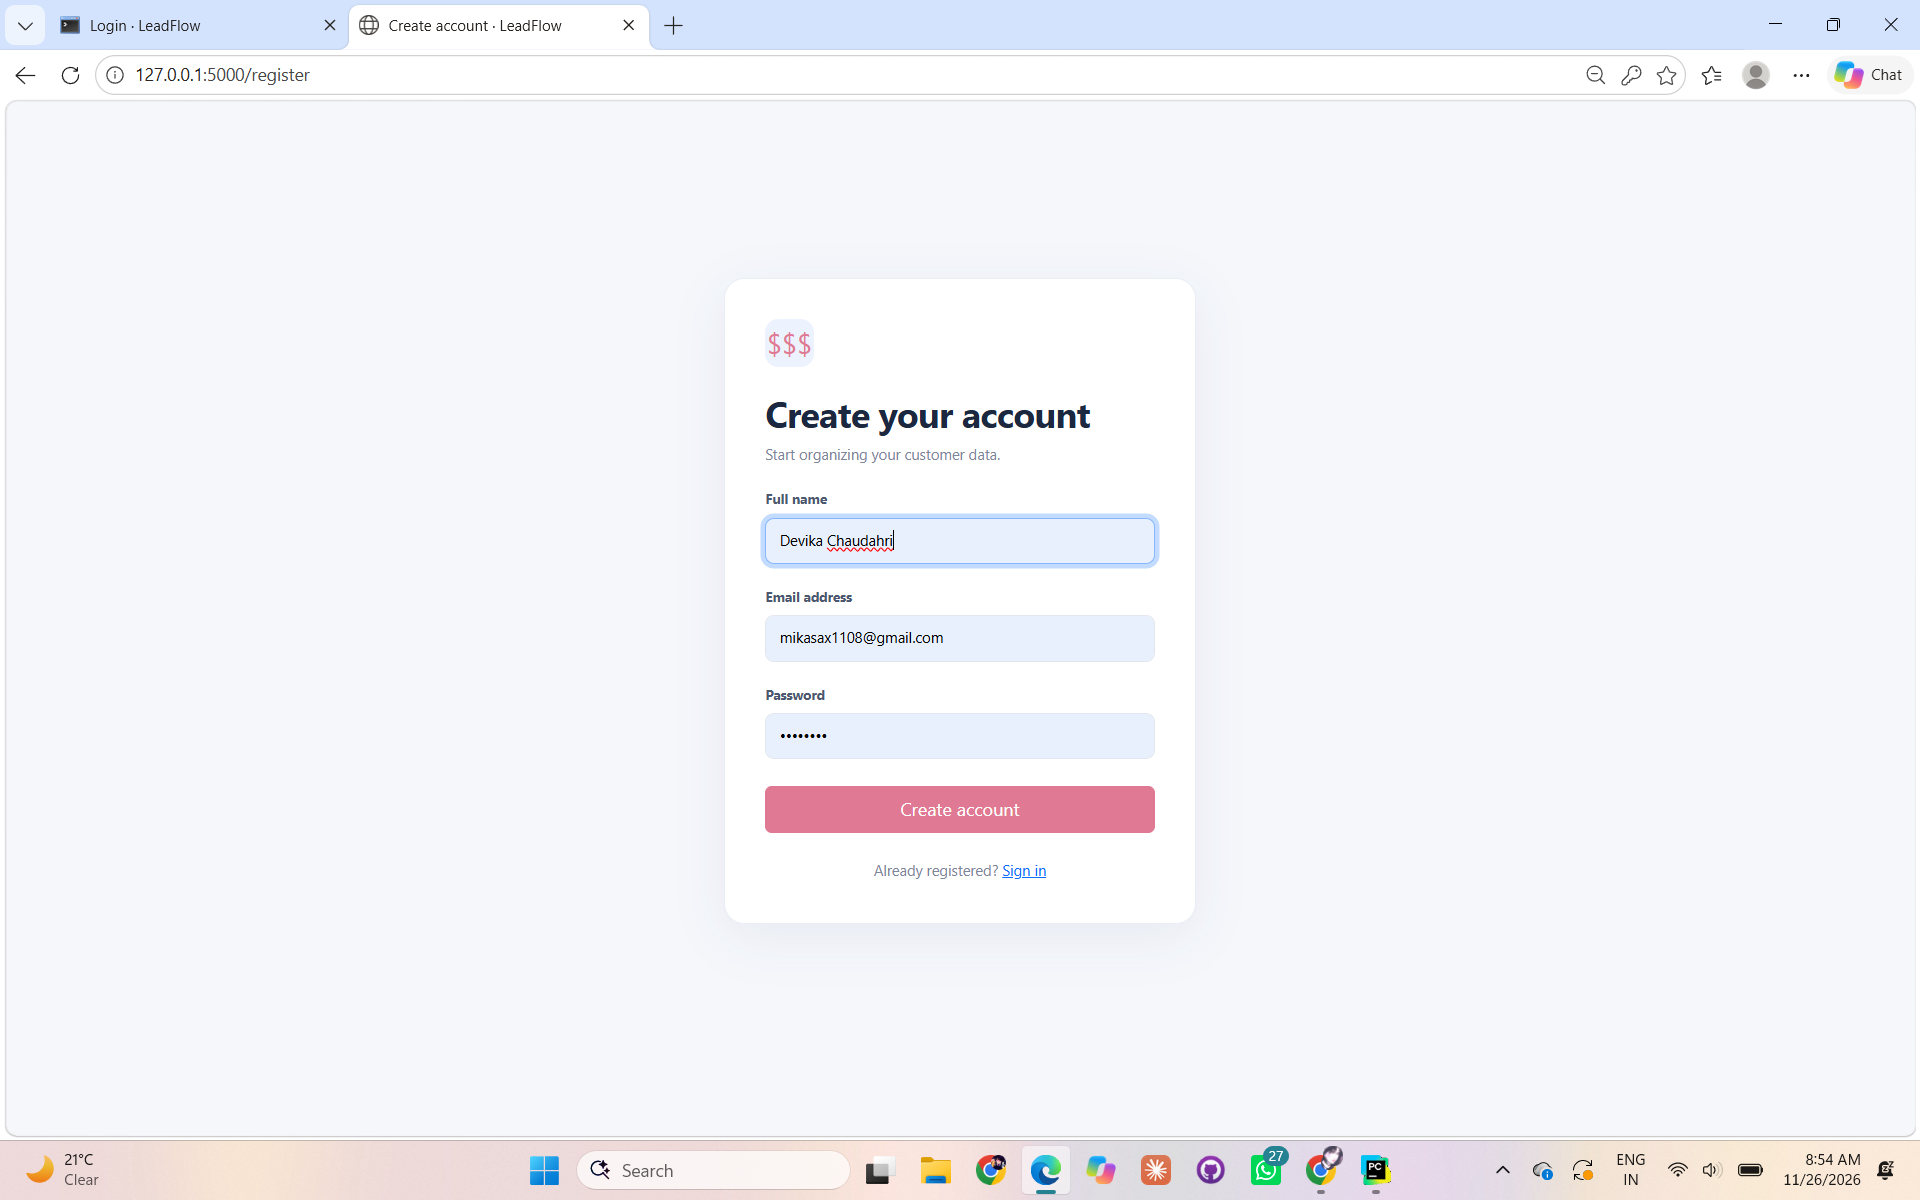 Login · LeadFlow
Create account · LeadFlow
127.0.0.1:5000/register
Chat
$$$
Create your account
Start organizing your customer data.
Full name
Devika Chaudahri
Email address
mikasax1108@gmail.com
Password
••••••••
Create account
Already registered? Sign in
21°C
Clear
Search
27
PC
ENG
IN
8:54 AM
11/26/2026